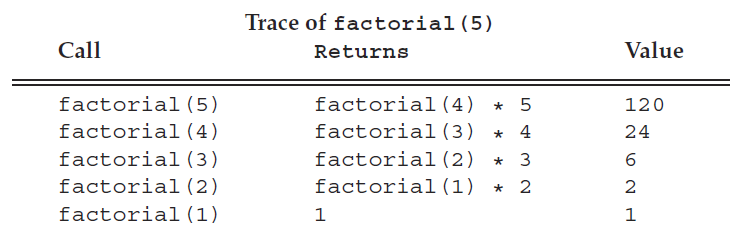 Trace of factorial(5)
Call Returns Value
factorial(5) factorial(4) * 5 120
factorial(4) factorial(3) * 4 24
factorial(3) factorial(2) * 3 6
factorial(2) factorial(1) * 2 2
factorial(1) 1 1